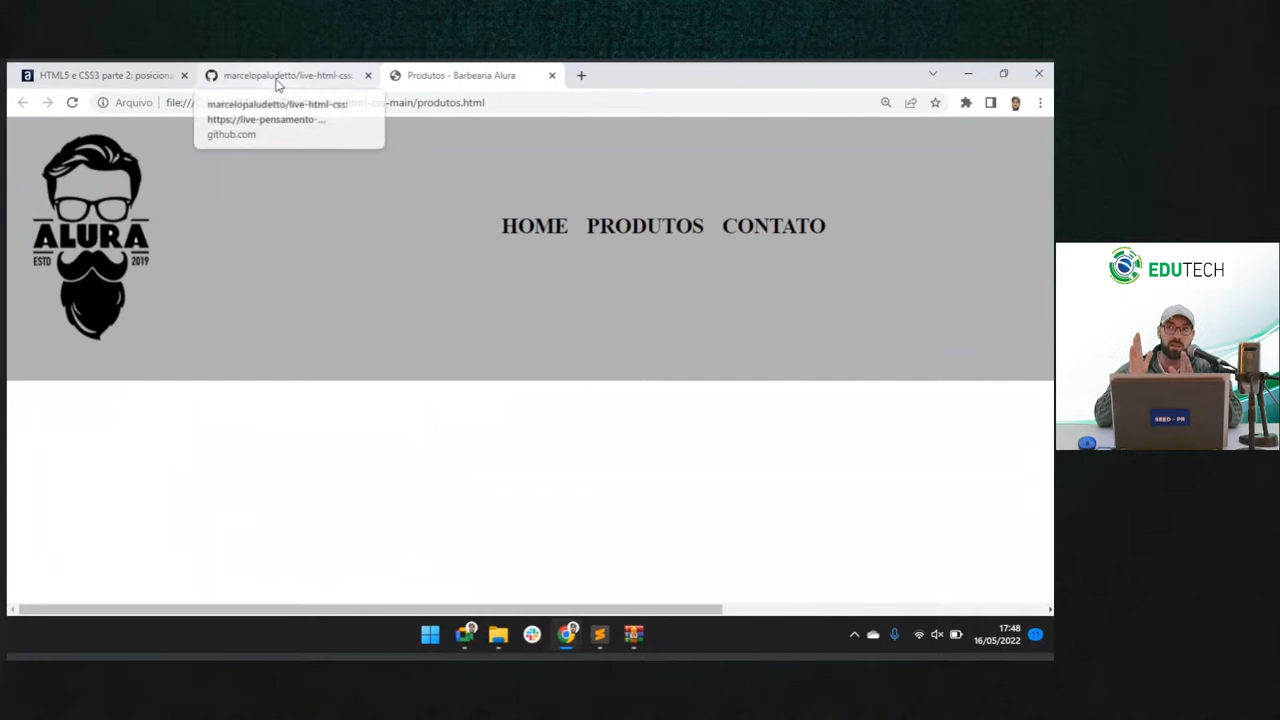 HTML5 e CSS3 parte 2: posiciona
marcelopaludetto/live-html-css:
Produtos - Barbearia Alura
Arquivo
file:///
-css-main/produtos.html
marcelopaludetto/live-html-css:
https://live-pensamento-...
github.com
HOME PRODUTOS CONTATO
ALURA
ESTD 2019
EDUTECH
SEED - PR
17:48
16/05/2022
11